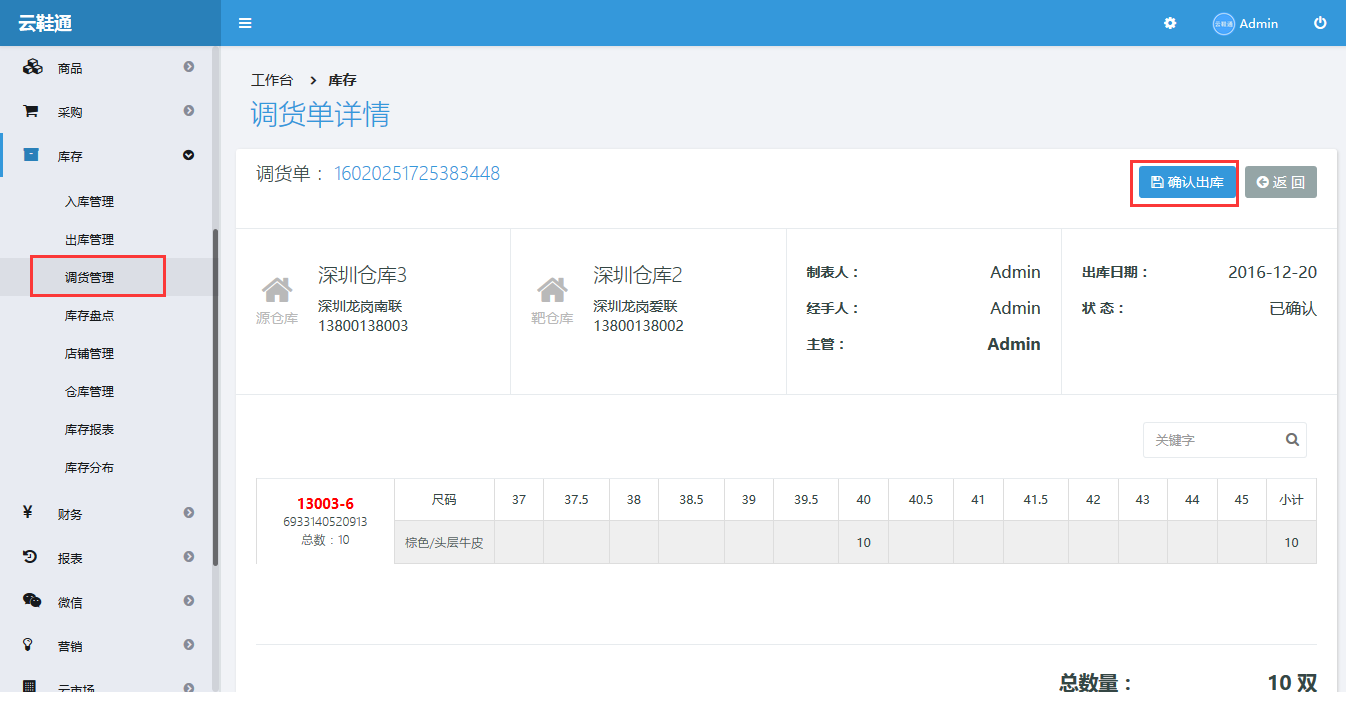 云鞋通
Admin
商品
采购
库存
入库管理
出库管理
调货管理
库存盘点
店铺管理
仓库管理
库存报表
库存分布
¥ 财务
报表
微信
营销
云市场
工作台 > 库存
调货单详情
调货单： 16020251725383448
确认出库 返 回
源仓库
深圳仓库3
深圳龙岗南联
13800138003
靶仓库
深圳仓库2
深圳龙岗爱联
13800138002
制表人： Admin
经手人： Admin
主管： Admin
出库日期： 2016-12-20
状 态： 已确认
关键字
13003-6
6933140520913
总数：10
尺码 37 37.5 38 38.5 39 39.5 40 40.5 41 41.5 42 43 44 45 小计
棕色/头层牛皮 10 10
总数量： 10 双